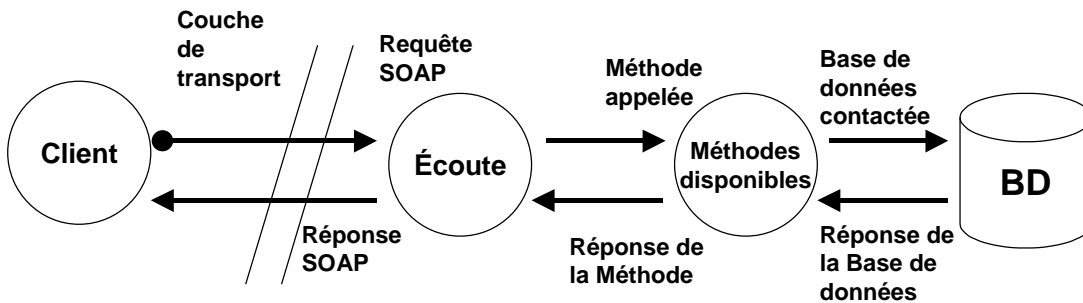 Couche
de
transport
Requête
SOAP
Méthode
appelée
Base de
données
contactée
Client
Écoute
Méthodes
disponibles
BD
Réponse
SOAP
Réponse de
la Méthode
Réponse de
la Base de
données